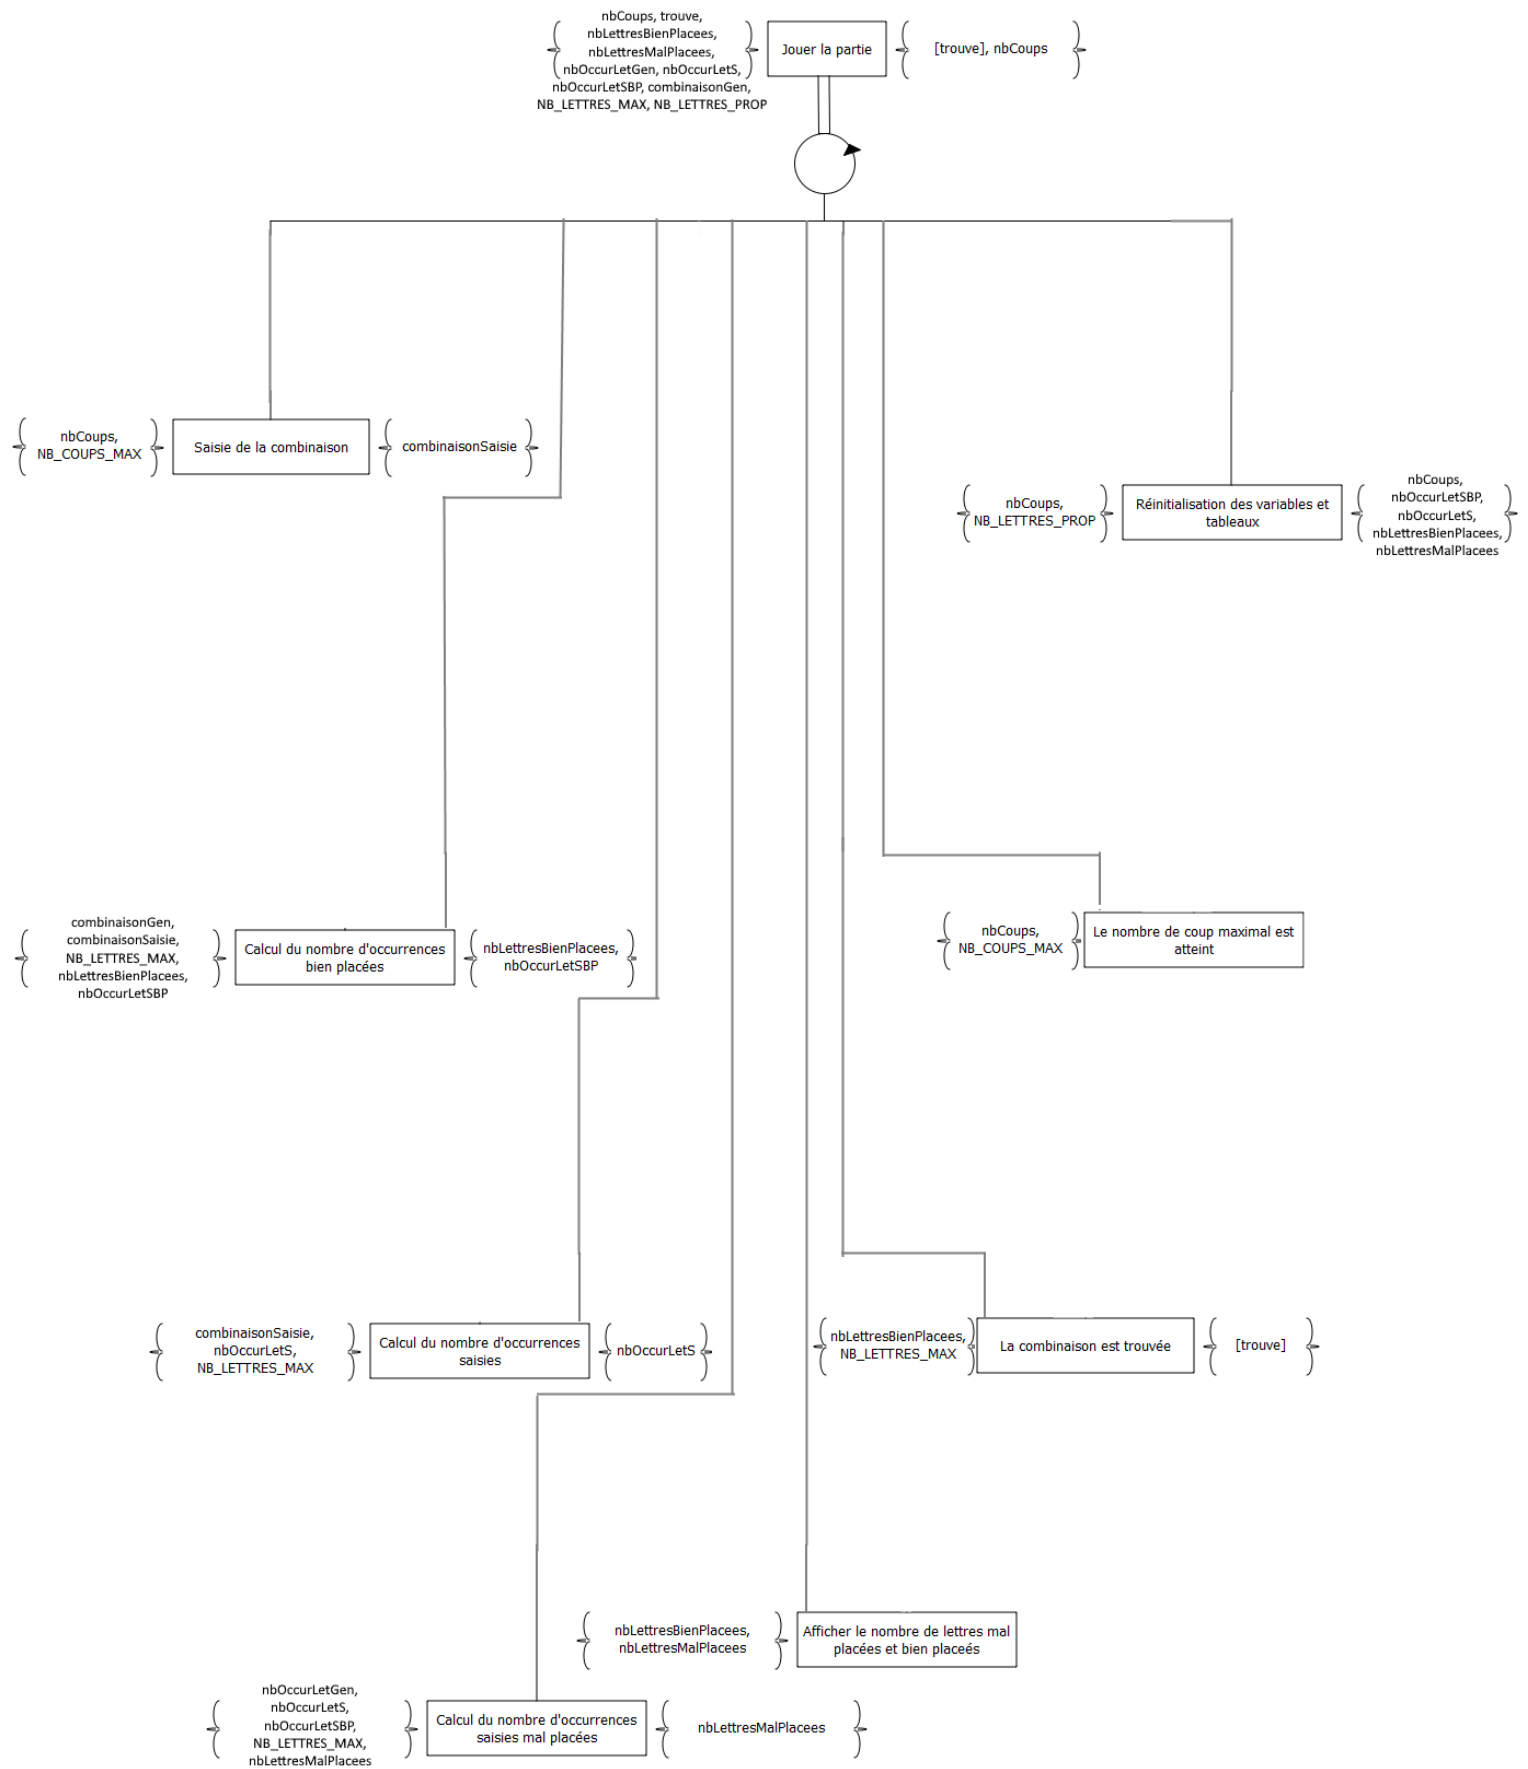 nbCoups, trouve,
nbLettresBienPlacees,
nbLettresMalPlacees,
nbOccurLetGen, nbOccurLetS,
nbOccurLetSBP, combinaisonGen,
NB_LETTRES_MAX, NB_LETTRES_PROP
Jouer la partie
[trouve], nbCoups
nbCoups,
NB_COUPS_MAX
Saisie de la combinaison
combinaisonSaisie
nbCoups,
NB_LETTRES_PROP
Réinitialisation des variables et
tableaux
nbCoups,
nbOccurLetSBP,
nbOccurLetS,
nbLettresBienPlacees,
nbLettresMalPlacees
combinaisonGen,
combinaisonSaisie,
NB_LETTRES_MAX,
nbLettresBienPlacees,
nbOccurLetSBP
Calcul du nombre d'occurrences
bien placées
nbLettresBienPlacees,
nbOccurLetSBP
nbCoups,
NB_COUPS_MAX
Le nombre de coup maximal est
atteint
combinaisonSaisie,
nbOccurLetS,
NB_LETTRES_MAX
Calcul du nombre d'occurrences
saisies
nbOccurLetS
nbLettresBienPlacees,
NB_LETTRES_MAX
La combinaison est trouvée
[trouve]
nbLettresBienPlacees,
nbLettresMalPlacees
Afficher le nombre de lettres mal
placées et bien placeés
nbOccurLetGen,
nbOccurLetS,
nbOccurLetSBP,
NB_LETTRES_MAX,
nbLettresMalPlacees
Calcul du nombre d'occurrences
saisies mal placées
nbLettresMalPlacees